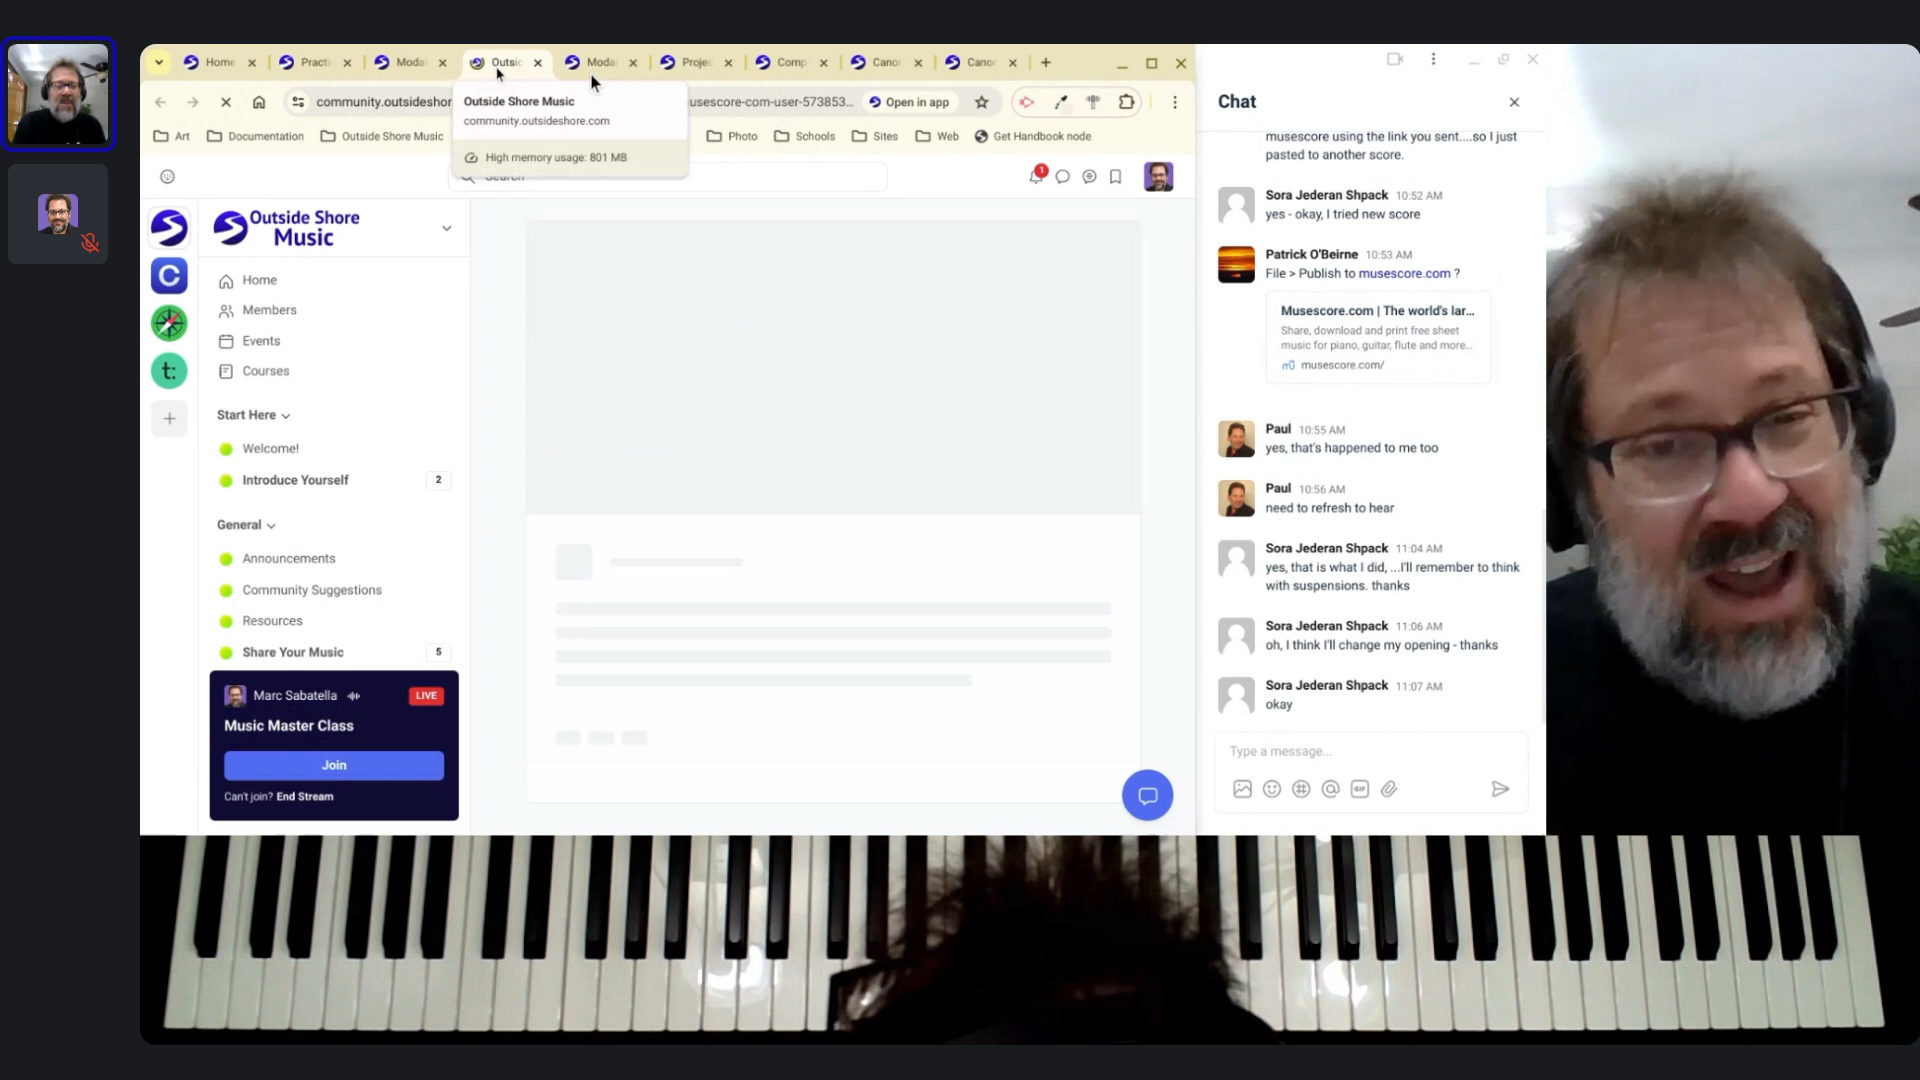 Home
Practi
Modal
Outsid
Modal
Projec
Comp
Canon
Canon
community.outsideshor
usescore-com-user-573853...
Open in app
Outside Shore Music
community.outsideshore.com
High memory usage: 801 MB
Art
Documentation
Outside Shore Music
Photo
Schools
Sites
Web
Get Handbook node
Search
1
Outside Shore
Music
C
t:
Home
Members
Events
Courses
Start Here
Welcome!
Introduce Yourself
2
General
Announcements
Community Suggestions
Resources
Share Your Music
5
Marc Sabatella
LIVE
Music Master Class
Join
Can't join? End Stream
Chat
musescore using the link you sent....so I just
pasted to another score.
Sora Jederan Shpack 10:52 AM
yes - okay, I tried new score
Patrick O'Beirne 10:53 AM
File > Publish to musescore.com ?
Musescore.com | The world's lar...
Share, download and print free sheet
music for piano, guitar, flute and more...
musescore.com/
Paul 10:55 AM
yes, that's happened to me too
Paul 10:56 AM
need to refresh to hear
Sora Jederan Shpack 11:04 AM
yes, that is what I did, ...I'll remember to think
with suspensions. thanks
Sora Jederan Shpack 11:06 AM
oh, I think I'll change my opening - thanks
Sora Jederan Shpack 11:07 AM
okay
Type a message...
GIF